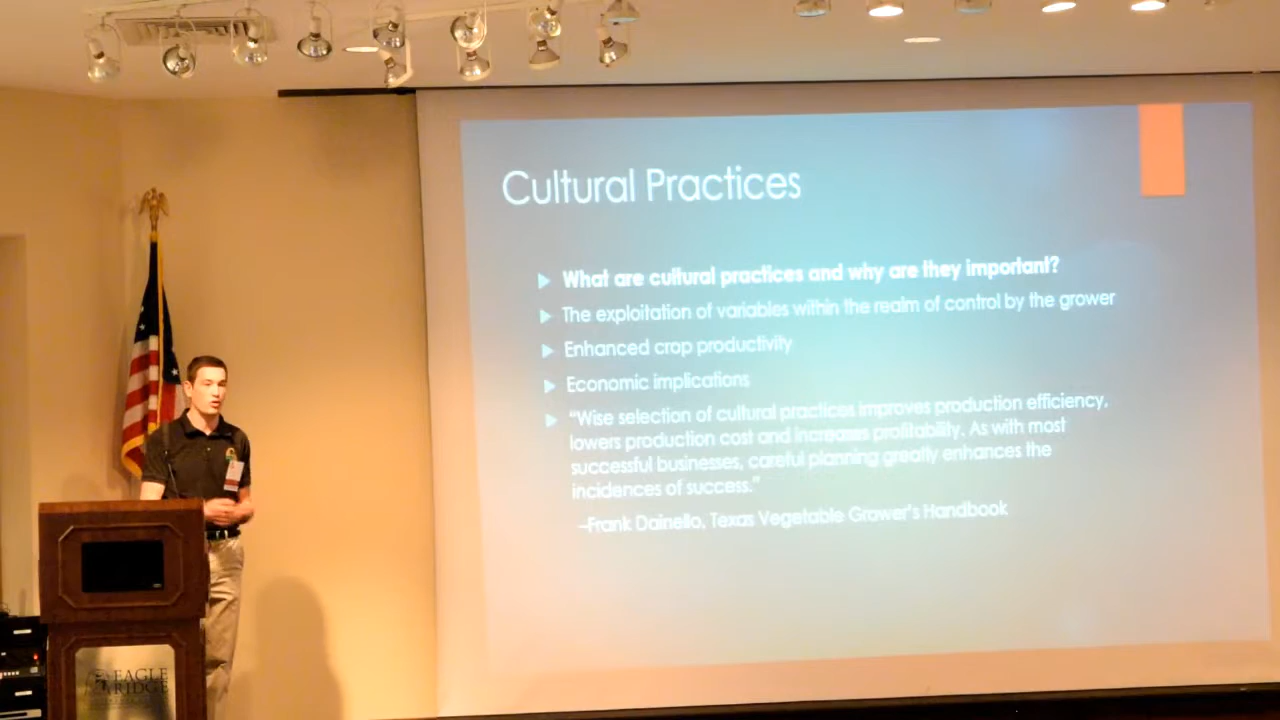 Cultural Practices
What are cultural practices and why are they important?
The exploitation of variables within the realm of control by the grower
Enhanced crop productivity
Economic implications
“Wise selection of cultural practices improves production efficiency,
lowers production cost and increases profitability. As with most
successful businesses, careful planning greatly enhances the
incidences of success.”
–Frank Dainello, Texas Vegetable Grower’s Handbook
EAGLE
RIDGE